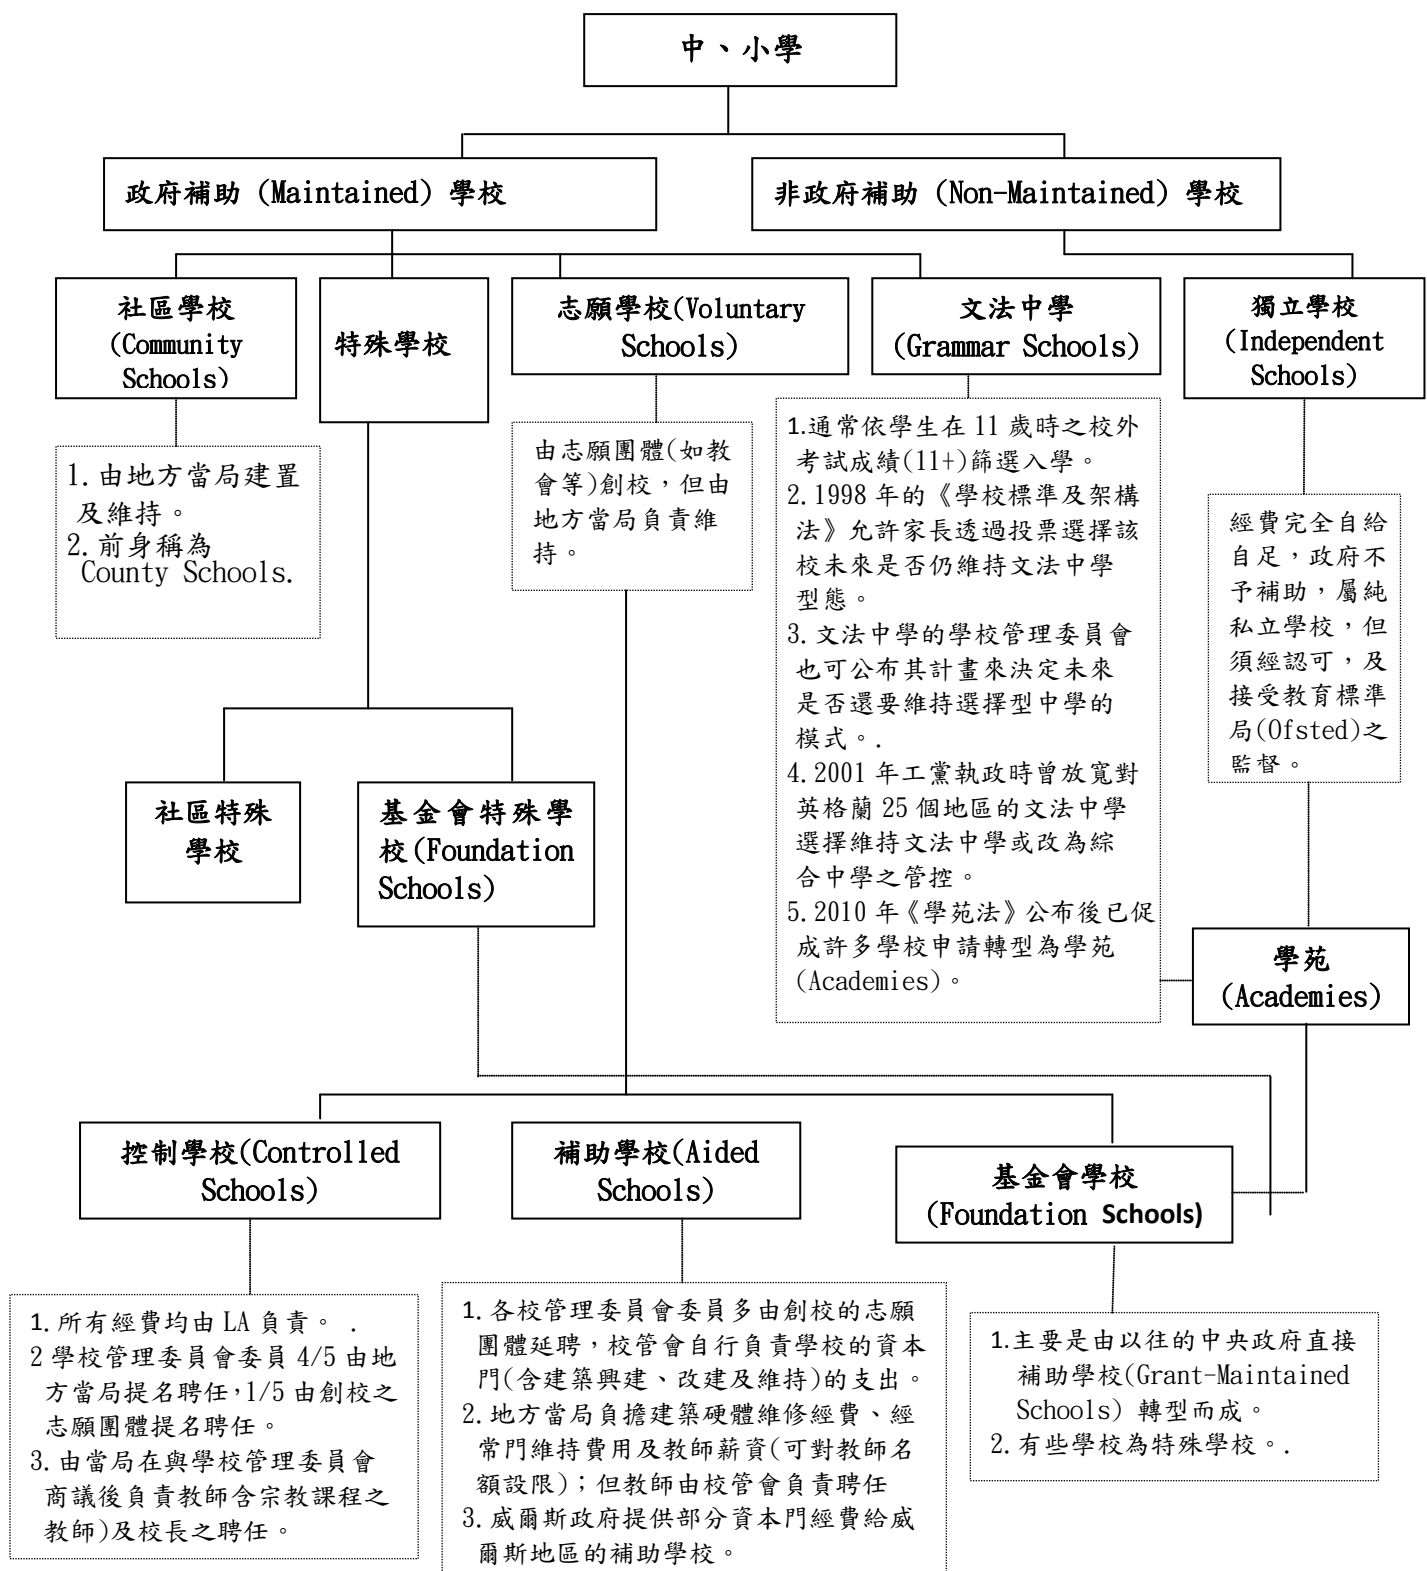 中、小學
政府補助 (Maintained) 學校
非政府補助 (Non-Maintained) 學校
社區學校
(Community
Schools)
特殊學校
志願學校(Voluntary
Schools)
文法中學
(Grammar Schools)
獨立學校
(Independent
Schools)
1. 由地方當局建置
及維持。
2. 前身稱為
County Schools.
由志願團體(如教
會等)創校，但由
地方當局負責維
持。
1.通常依學生在 11 歲時之校外
考試成績(11+)篩選入學。
2.1998 年的《學校標準及架構
法》允許家長透過投票選擇該
校未來是否仍維持文法中學
型態。
3.文法中學的學校管理委員會
也可公布其計畫來決定未來
是否還要維持選擇型中學的
模式。.
4.2001 年工黨執政時曾放寬對
英格蘭 25 個地區的文法中學
選擇維持文法中學或改為綜
合中學之管控。
5.2010 年《學苑法》公布後已促
成許多學校申請轉型為學苑
(Academies)。
經費完全自給
自足，政府不
予補助，屬純
私立學校，但
須經認可，及
接受教育標準
局(Ofsted)之
監督。
社區特殊
學校
基金會特殊學
校(Foundation
Schools)
學苑
(Academies)
控制學校(Controlled
Schools)
補助學校(Aided
Schools)
基金會學校
(Foundation Schools)
1. 所有經費均由 LA 負責。 .
2 學校管理委員會委員 4/5 由地
方當局提名聘任，1/5 由創校之
志願團體提名聘任。
3. 由當局在與學校管理委員會
商議後負責教師含宗教課程之
教師)及校長之聘任。
1. 各校管理委員會委員多由創校的志願
團體延聘，校管會自行負責學校的資本
門(含建築興建、改建及維持)的支出。
2. 地方當局負擔建築硬體維修經費、經
常門維持費用及教師薪資(可對教師名
額設限)；但教師由校管會負責聘任
3. 威爾斯政府提供部分資本門經費給威
爾斯地區的補助學校。
1.主要是由以往的中央政府直接
補助學校(Grant-Maintained
Schools) 轉型而成。
2. 有些學校為特殊學校。.